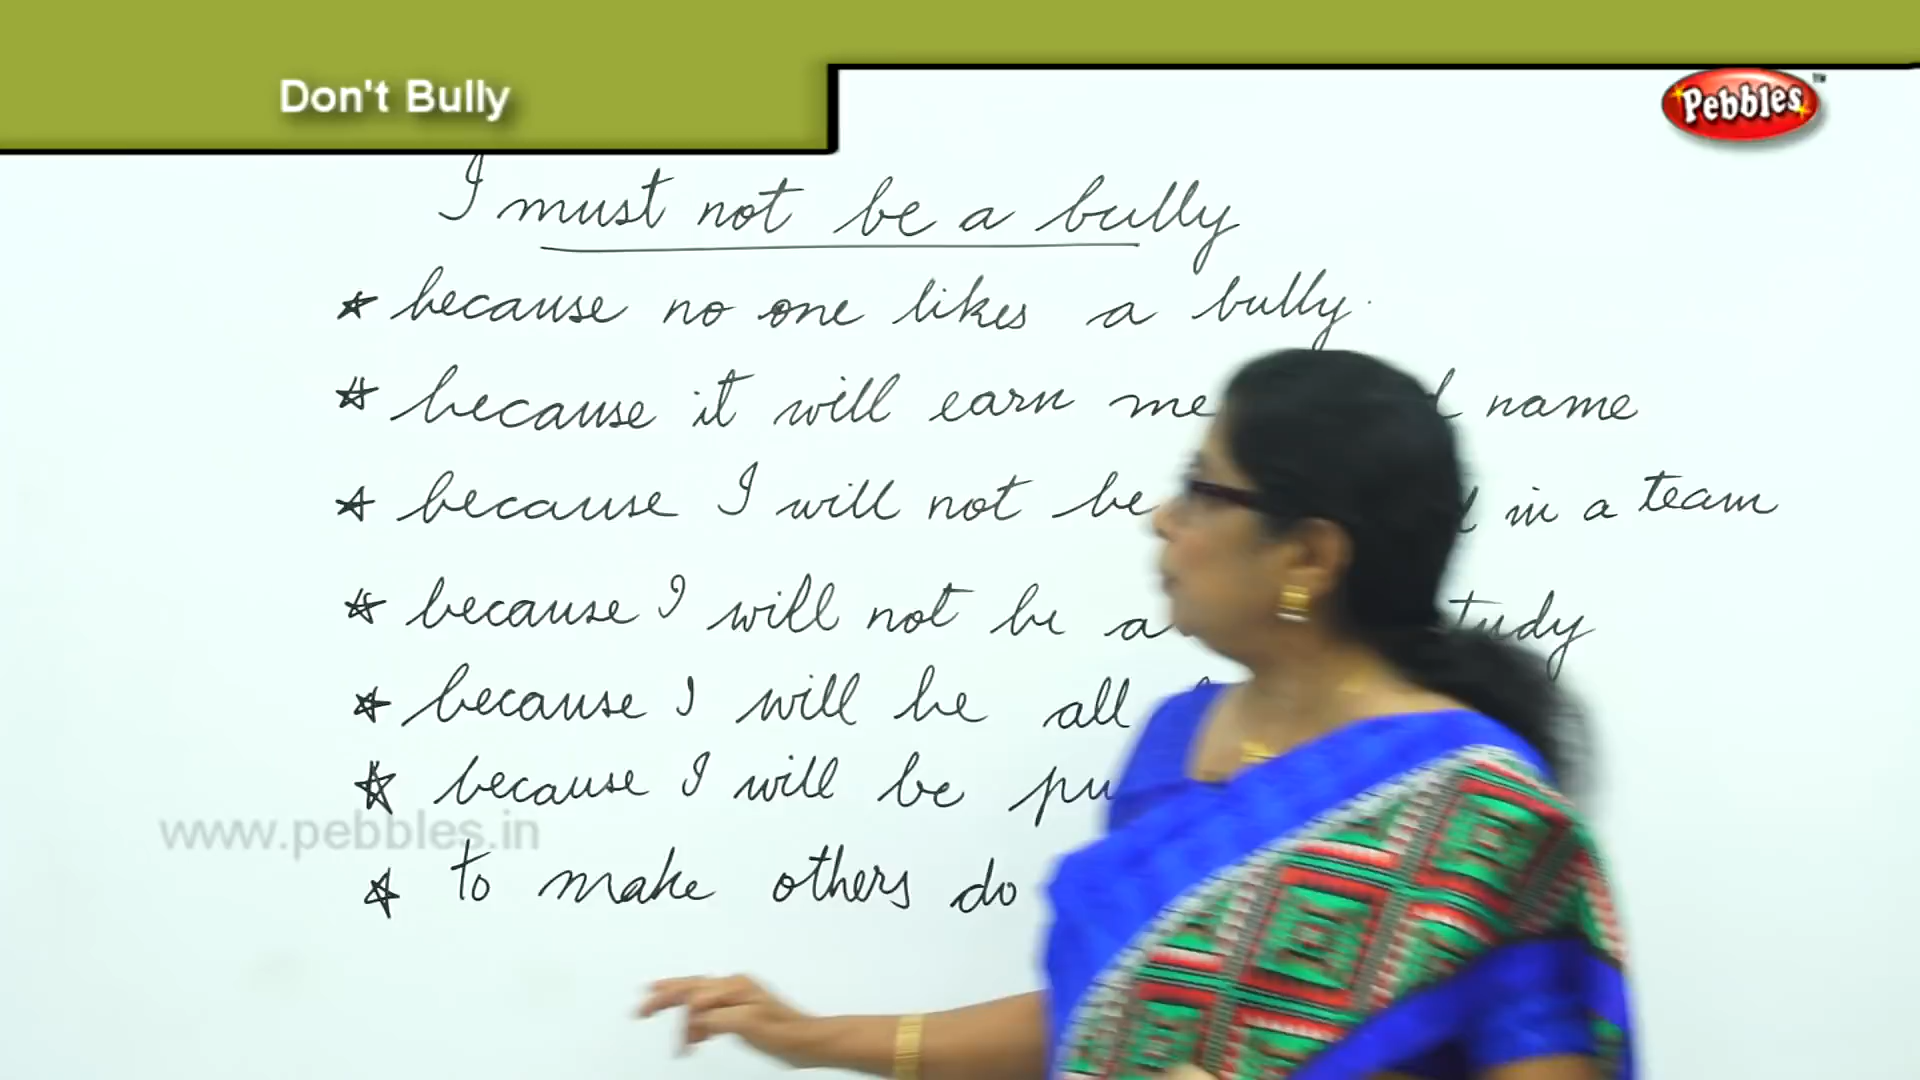 Don't Bully
Pebbles™
I must not be a bully
★ because no one likes a bully.
★ because it will earn me name
★ because I will not be in a team
★ because I will not be
★ because I will be all
★ because I will be
www.pebbles.in
★ to make others do